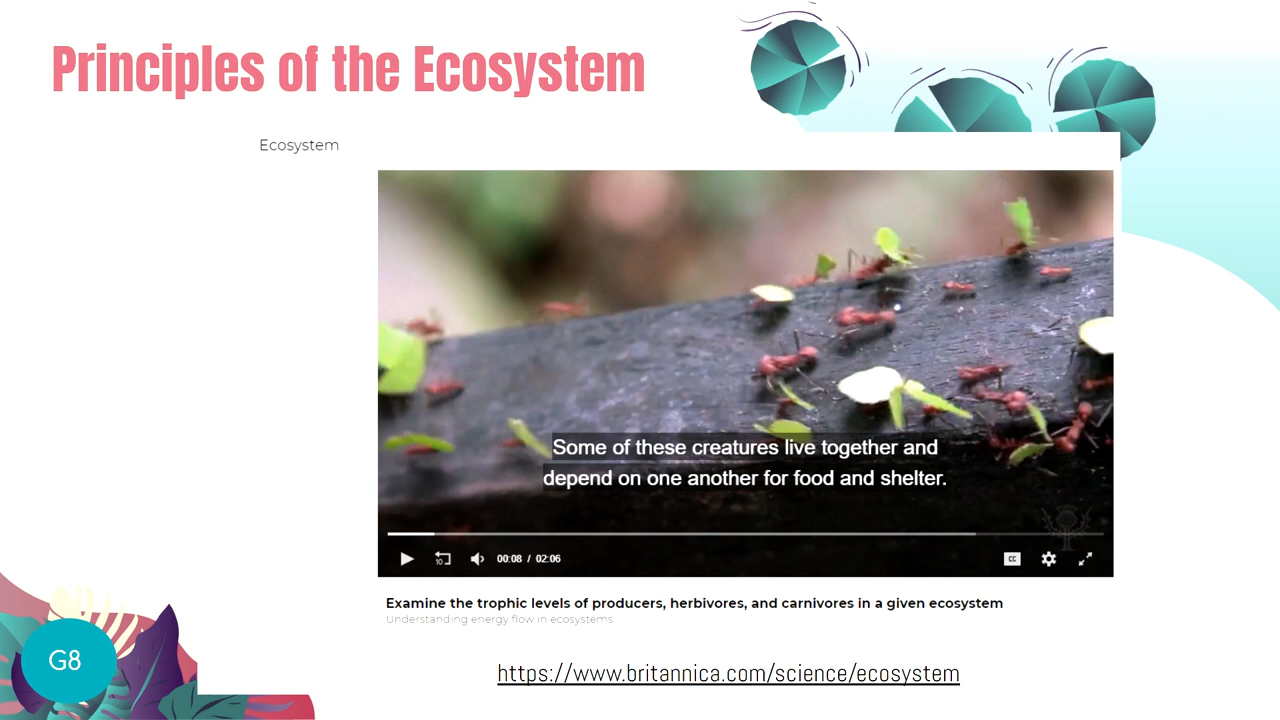 Principles of the Ecosystem
Ecosystem
Some of these creatures live together and
depend on one another for food and shelter.
10
00:08 / 02:06
CC
Examine the trophic levels of producers, herbivores, and carnivores in a given ecosystem
Understanding energy flow in ecosystems
G8
https://www.britannica.com/science/ecosystem